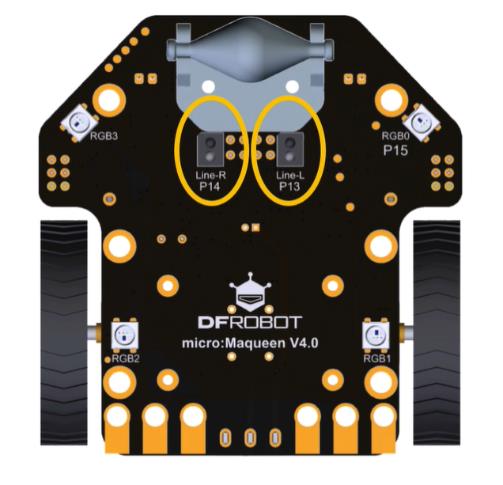 RGB3
RGB0
P15
Line-R
P14
Line-L
P13
DFROBOT
micro:Maqueen V4.0
RGB2
RGB1